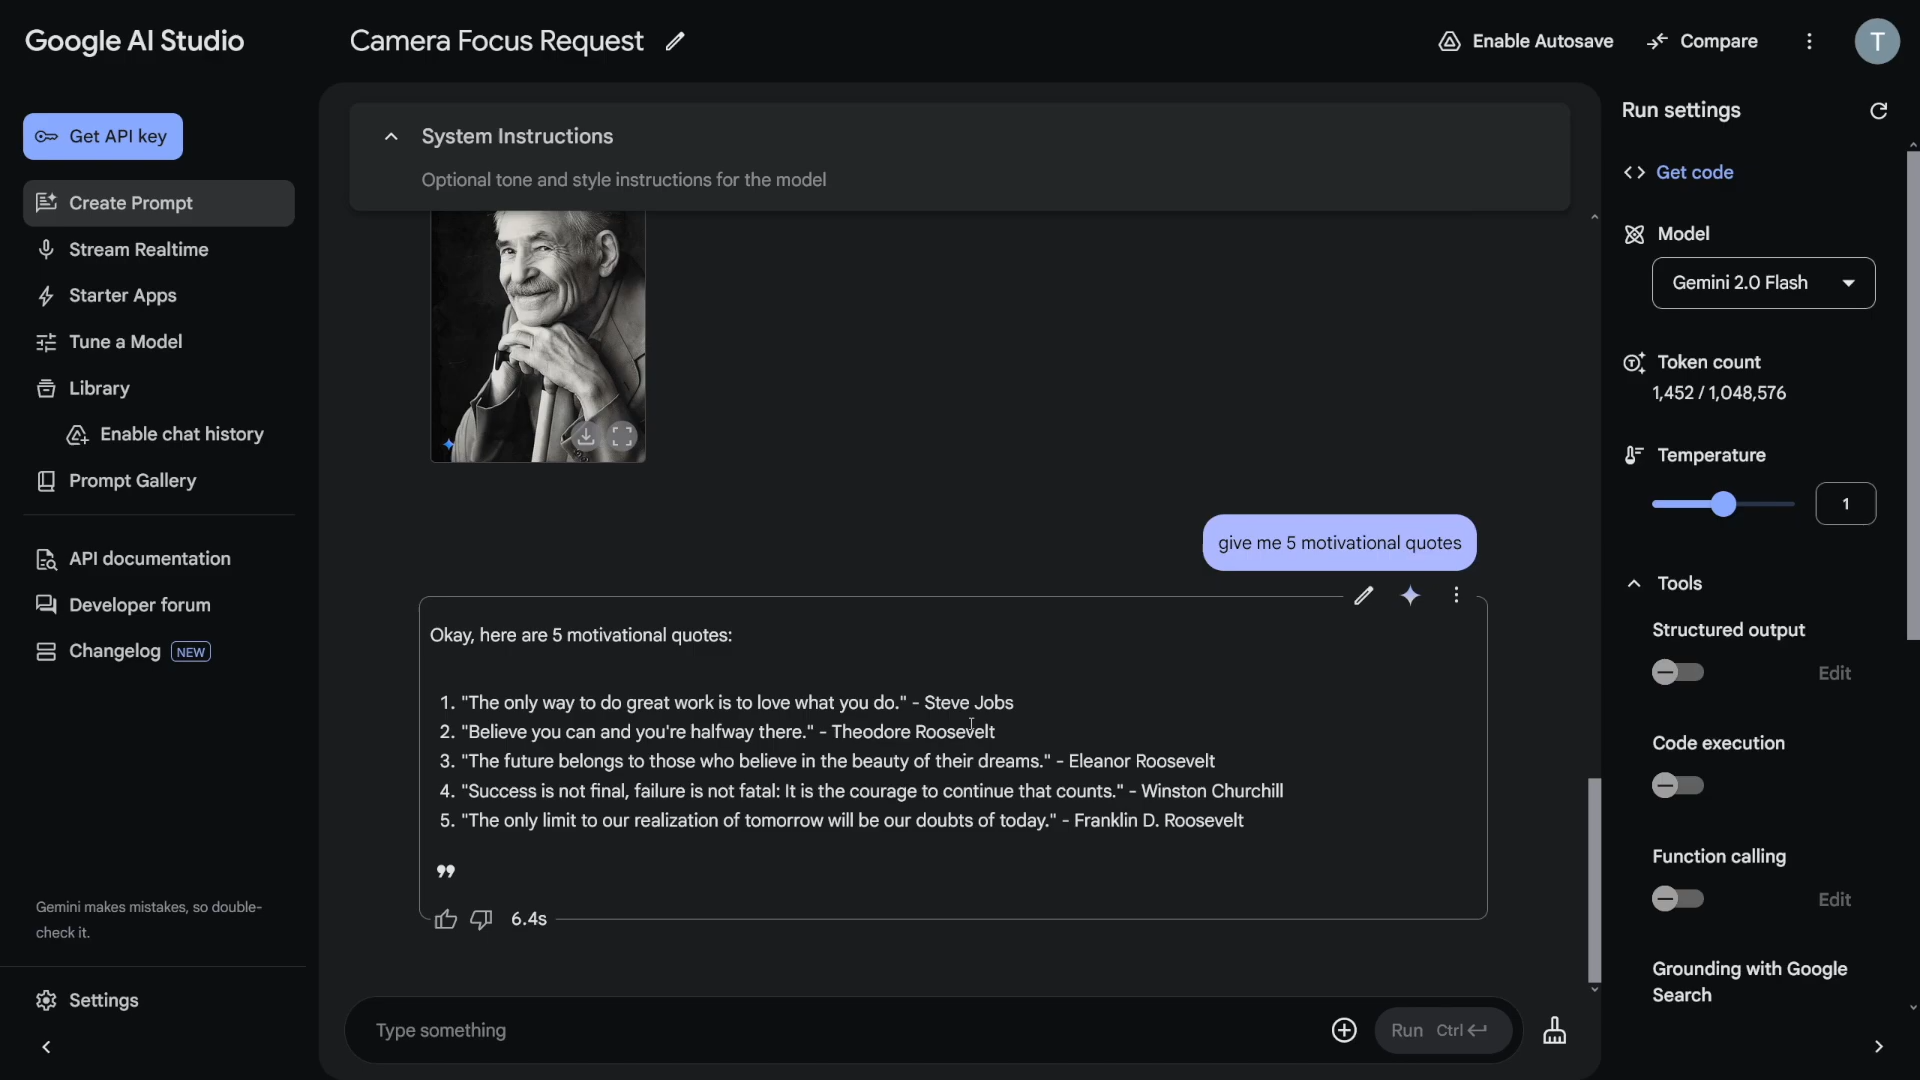 Google AI Studio
Camera Focus Request
Enable Autosave
Compare
T
Get API key
Create Prompt
Stream Realtime
Starter Apps
Tune a Model
Library
Enable chat history
Prompt Gallery
API documentation
Developer forum
Changelog NEW
Gemini makes mistakes, so double-
check it.
Settings
System Instructions
Optional tone and style instructions for the model
give me 5 motivational quotes
Okay, here are 5 motivational quotes:
1. "The only way to do great work is to love what you do." - Steve Jobs
2. "Believe you can and you're halfway there." - Theodore Roosevelt
3. "The future belongs to those who believe in the beauty of their dreams." - Eleanor Roosevelt
4. "Success is not final, failure is not fatal: It is the courage to continue that counts." - Winston Churchill
5. "The only limit to our realization of tomorrow will be our doubts of today." - Franklin D. Roosevelt
6.4s
Type something
Run Ctrl
Run settings
Get code
Model
Gemini 2.0 Flash
Token count
1,452 / 1,048,576
Temperature
1
Tools
Structured output
Edit
Code execution
Function calling
Edit
Grounding with Google
Search